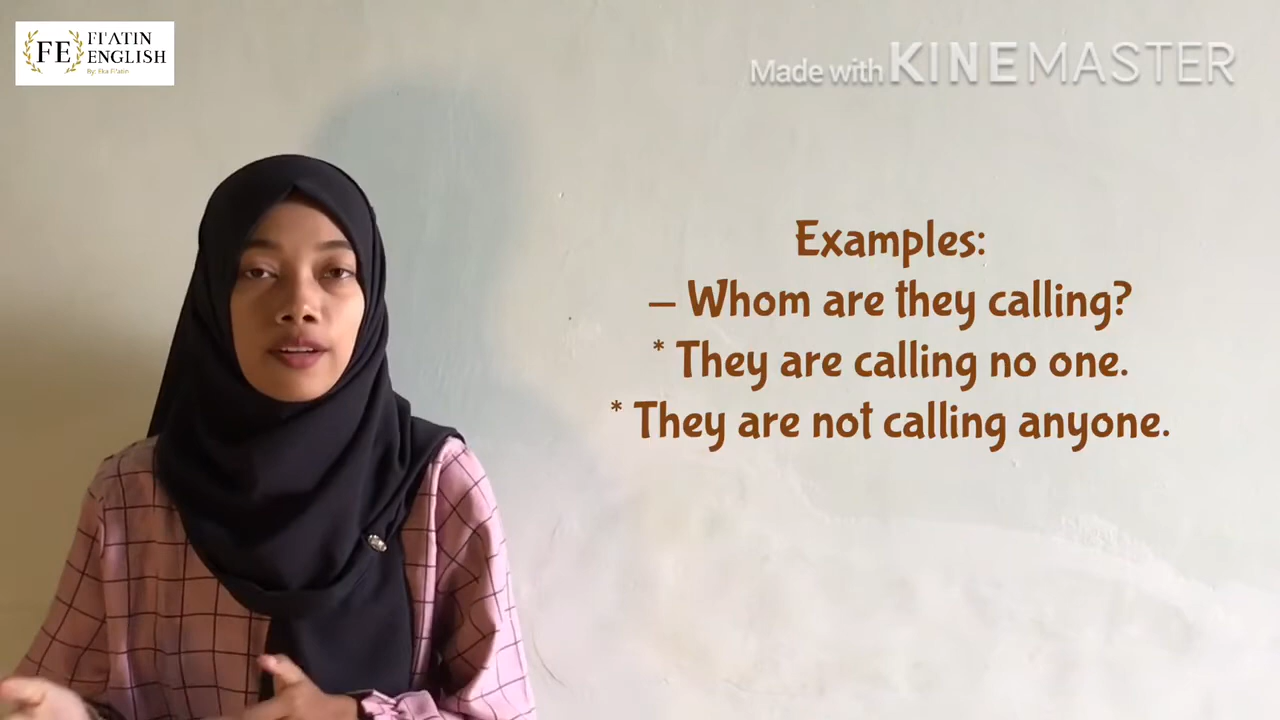 FE
FI'ATIN
ENGLISH
By: Eka Fi'atin
Made with KINEMASTER
Examples:
– Whom are they calling?
* They are calling no one.
* They are not calling anyone.